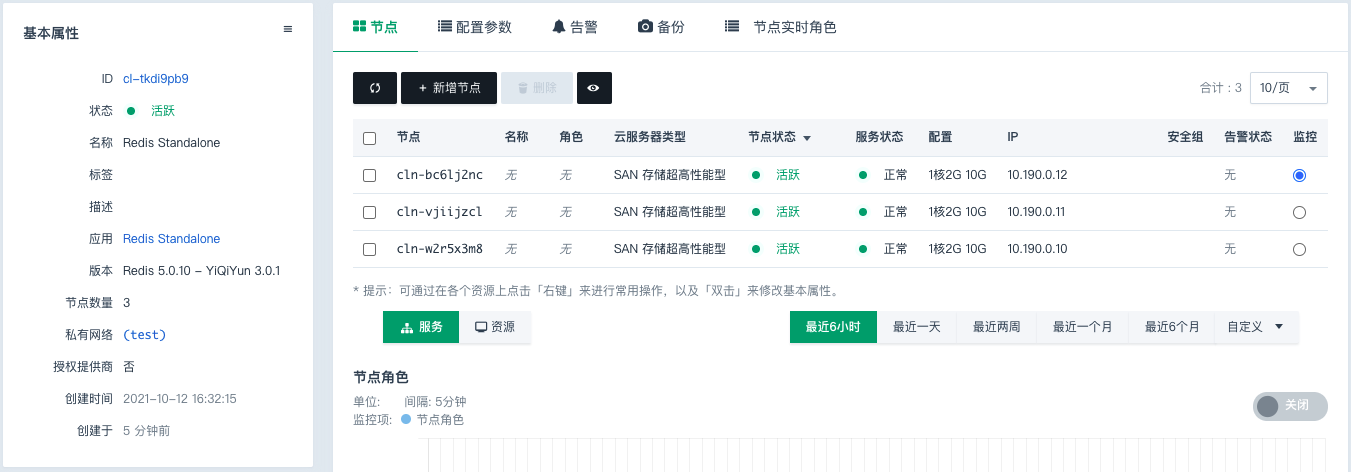 基本属性
ID cl-tkdi9pb9
状态 活跃
名称 Redis Standalone
标签
描述
应用 Redis Standalone
版本 Redis 5.0.10 - YiQiYun 3.0.1
节点数量 3
私有网络 (test)
授权提供商 否
创建时间 2021-10-12 16:32:15
创建于 5 分钟前
节点 配置参数 告警 备份 节点实时角色
+ 新增节点 删除 合计 : 3 10/页
节点 名称 角色 云服务器类型 节点状态 服务状态 配置 IP 安全组 告警状态 监控
cln-bc6lj2nc 无 无 SAN 存储超高性能型 活跃 正常 1核2G 10G 10.190.0.12 无
cln-vjiijzcl 无 无 SAN 存储超高性能型 活跃 正常 1核2G 10G 10.190.0.11 无
cln-w2r5x3m8 无 无 SAN 存储超高性能型 活跃 正常 1核2G 10G 10.190.0.10 无
* 提示：可通过在各个资源上点击「右键」来进行常用操作，以及「双击」来修改基本属性。
服务 资源 最近6小时 最近一天 最近两周 最近一个月 最近6个月 自定义
节点角色
单位: 间隔: 5分钟
监控项: 节点角色
关闭